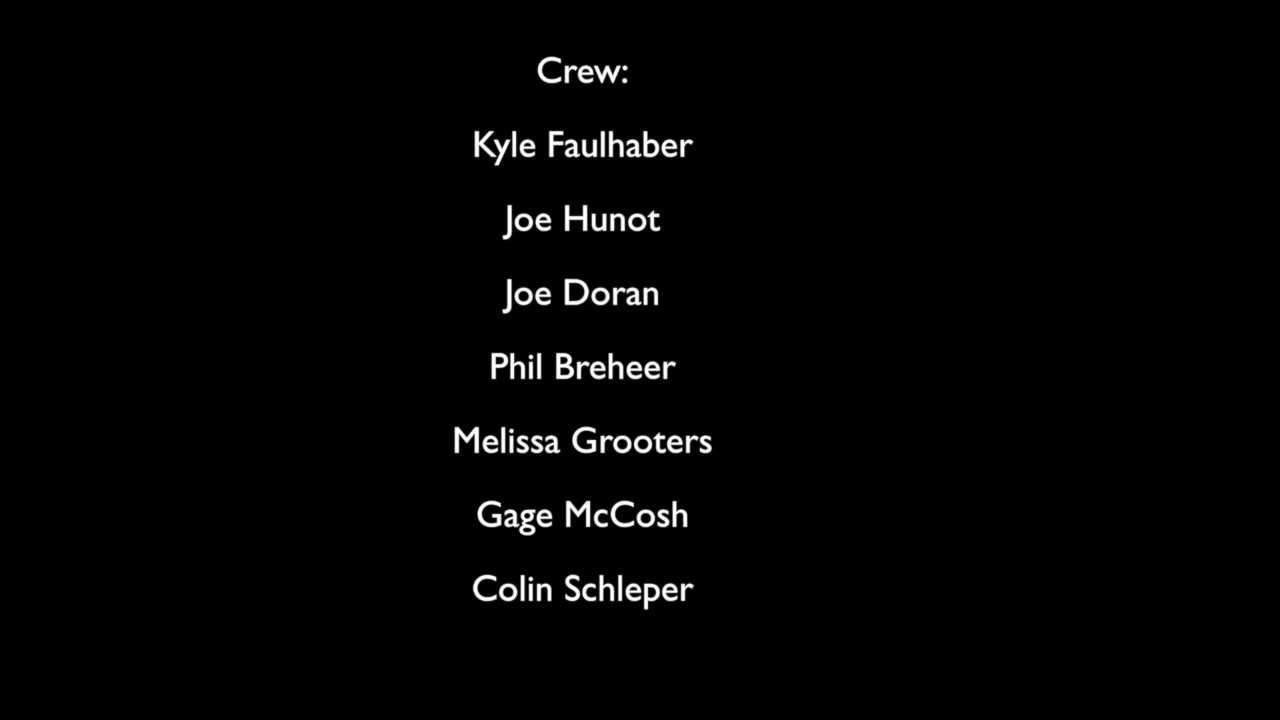 Crew:
Kyle Faulhaber
Joe Hunot
Joe Doran
Phil Breheer
Melissa Grooters
Gage McCosh
Colin Schleper